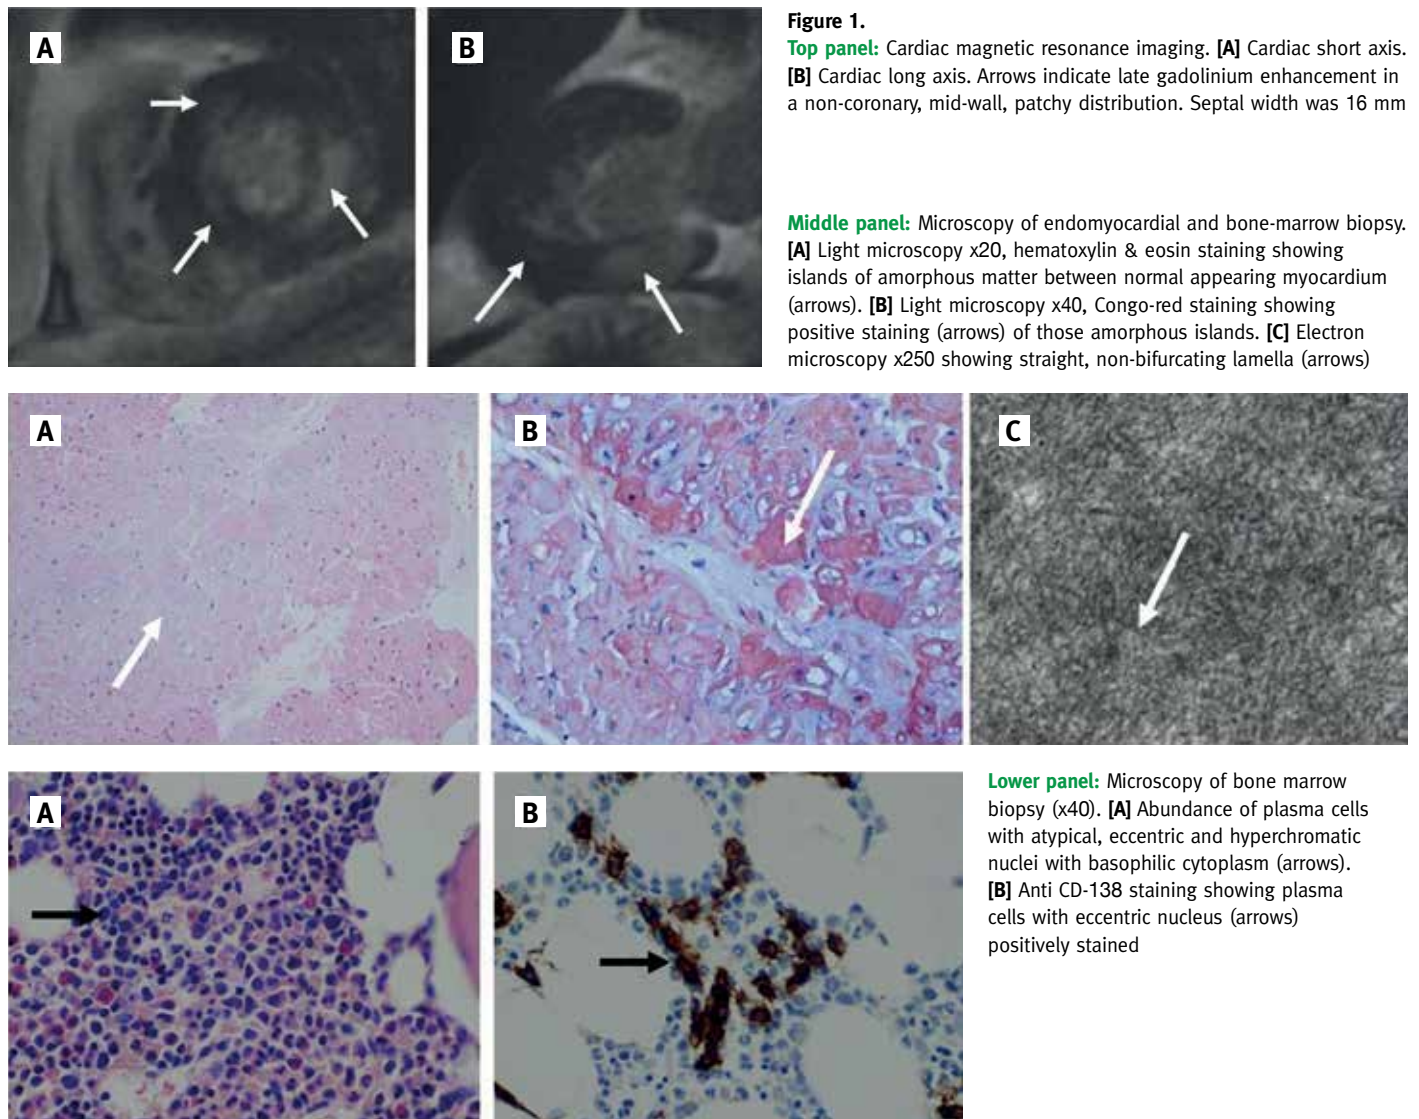 A
B
Figure 1.
Top panel: Cardiac magnetic resonance imaging. [A] Cardiac short axis.
[B] Cardiac long axis. Arrows indicate late gadolinium enhancement in
a non-coronary, mid-wall, patchy distribution. Septal width was 16 mm
Middle panel: Microscopy of endomyocardial and bone-marrow biopsy.
[A] Light microscopy x20, hematoxylin & eosin staining showing
islands of amorphous matter between normal appearing myocardium
(arrows). [B] Light microscopy x40, Congo-red staining showing
positive staining (arrows) of those amorphous islands. [C] Electron
microscopy x250 showing straight, non-bifurcating lamella (arrows)
A
B
C
A
B
Lower panel: Microscopy of bone marrow
biopsy (x40). [A] Abundance of plasma cells
with atypical, eccentric and hyperchromatic
nuclei with basophilic cytoplasm (arrows).
[B] Anti CD-138 staining showing plasma
cells with eccentric nucleus (arrows)
positively stained